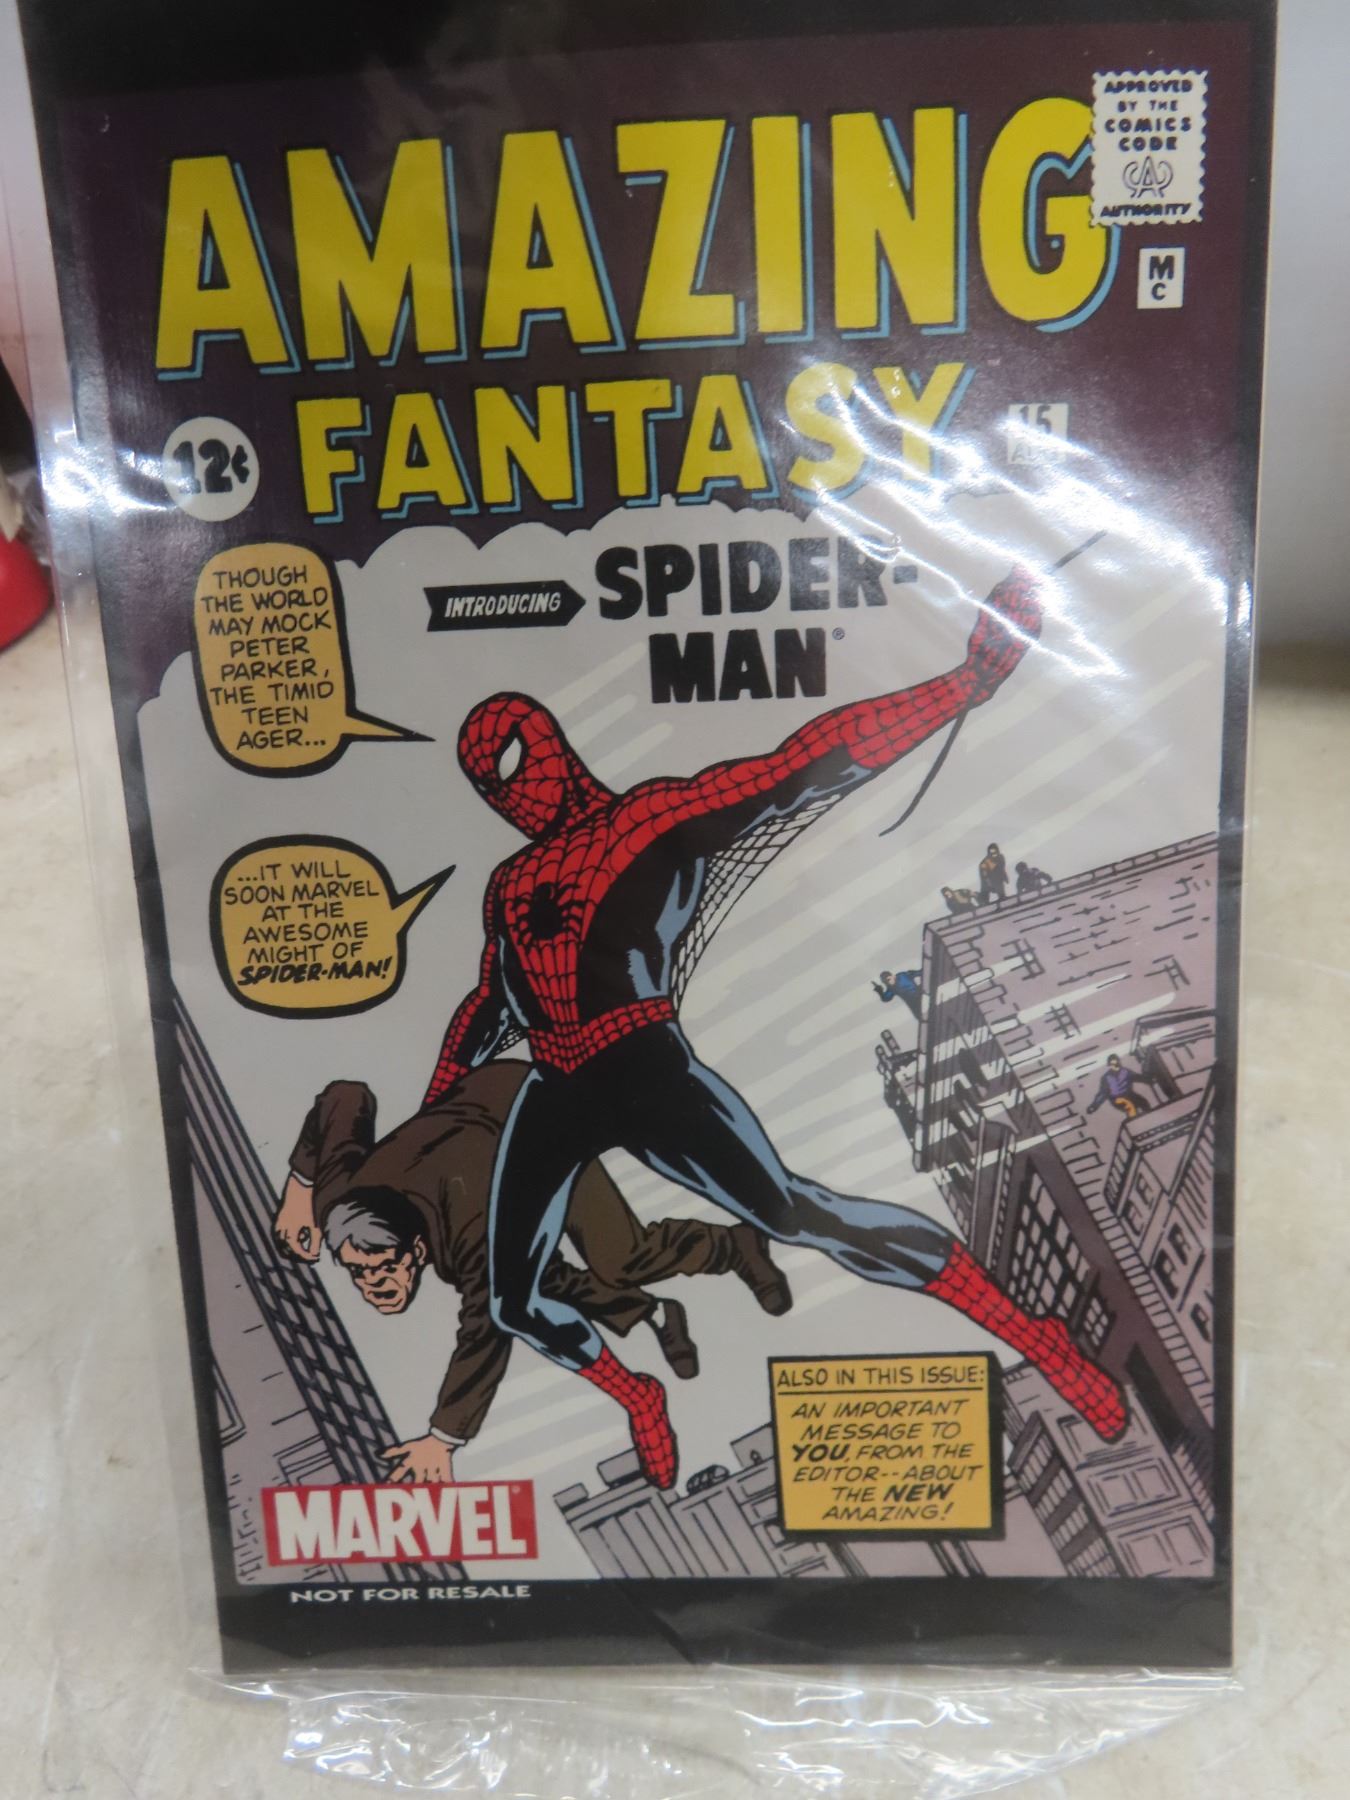 APPROVED
BY THE
COMICS
CODE
A
AUTHORITY
AMAZING
M
C
FANTASY
12¢
15
INTRODUCING
SPIDER-
MAN®
THOUGH
THE WORLD
MAY MOCK
PETER
PARKER,
THE TIMID
TEEN
AGER...
...IT WILL
SOON MARVEL
AT THE
AWESOME
MIGHT OF
SPIDER-MAN!
ALSO IN THIS ISSUE:
AN IMPORTANT
MESSAGE TO
YOU, FROM THE
EDITOR--ABOUT
THE NEW
AMAZING!
MARVEL®
NOT FOR RESALE